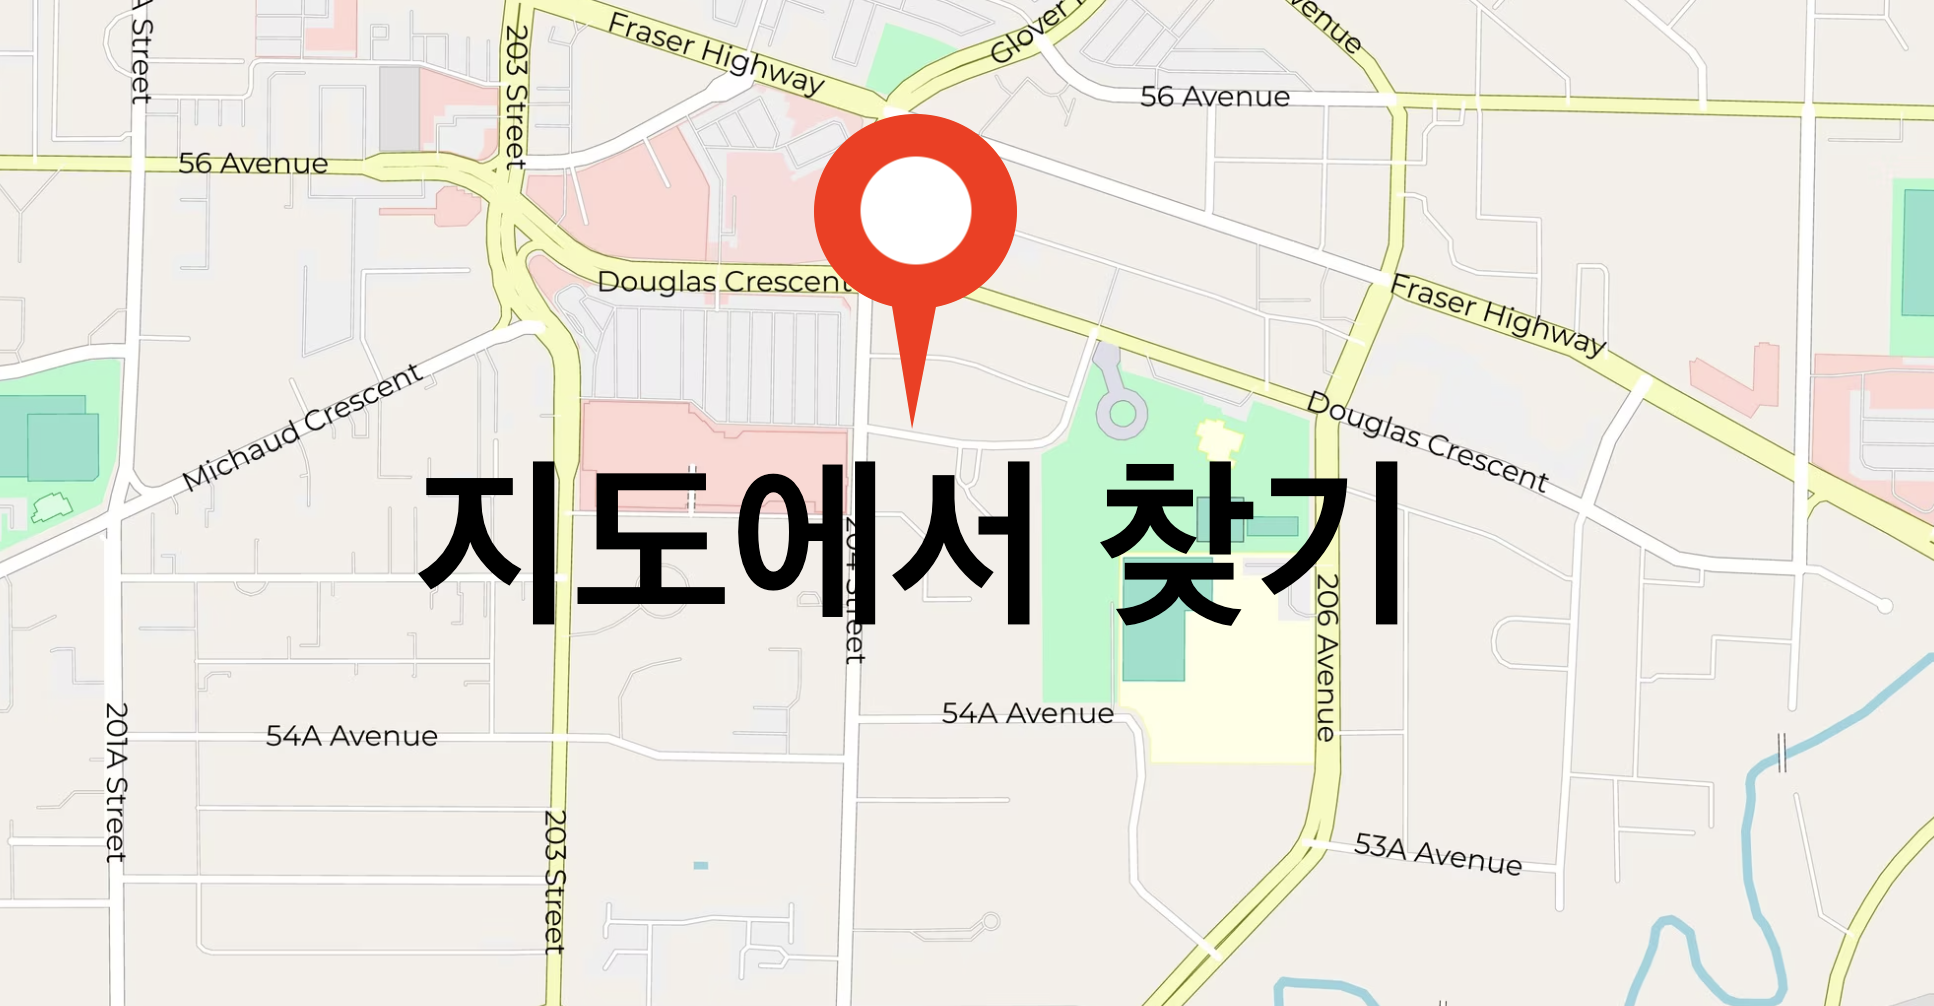 A Street
203 Street
Fraser Highway
Glover
venue
56 Avenue
56 Avenue
Douglas Crescent
Fraser Highway
Michaud Crescent
Douglas Crescent
지도에서 찾기
204 Street
206 Avenue
201A Street
54A Avenue
54A Avenue
203 Street
53A Avenue